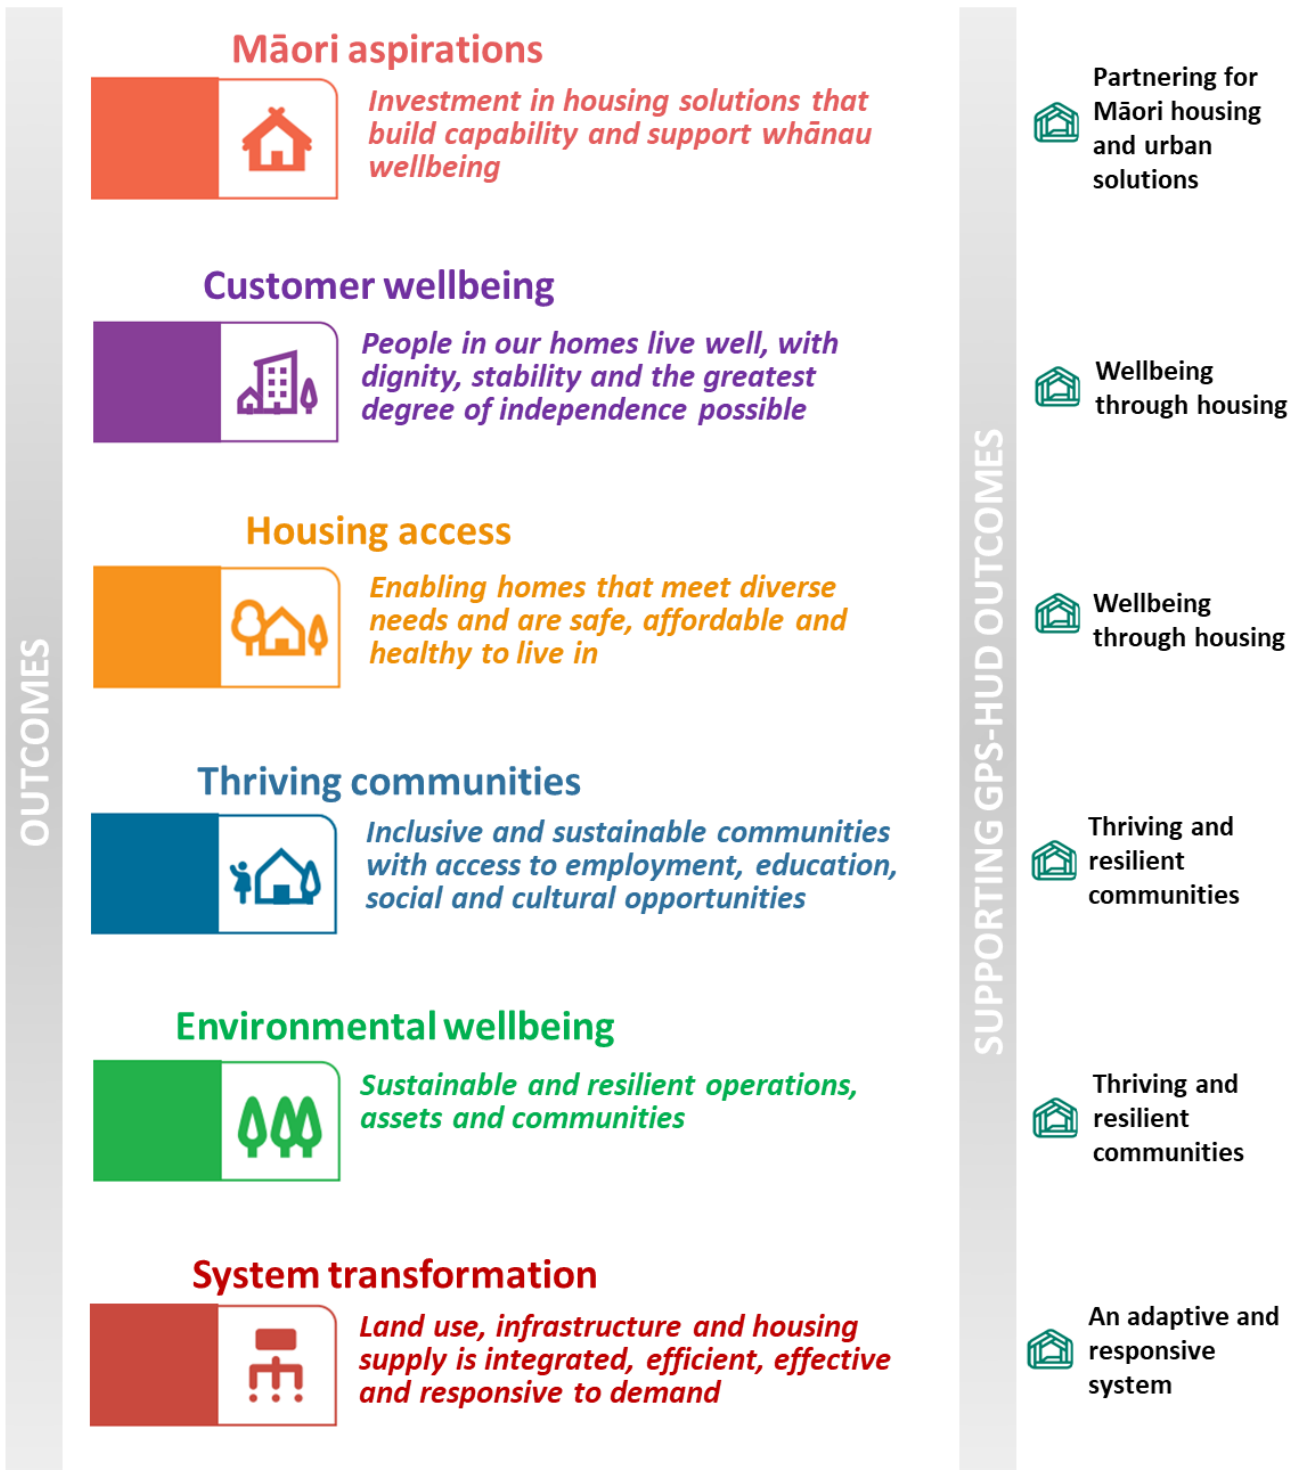 OUTCOMES
Māori aspirations
Investment in housing solutions that
build capability and support whānau
wellbeing
Customer wellbeing
People in our homes live well, with
dignity, stability and the greatest
degree of independence possible
Housing access
Enabling homes that meet diverse
needs and are safe, affordable and
healthy to live in
Thriving communities
Inclusive and sustainable communities
with access to employment, education,
social and cultural opportunities
Environmental wellbeing
Sustainable and resilient operations,
assets and communities
System transformation
Land use, infrastructure and housing
supply is integrated, efficient, effective
and responsive to demand
SUPPORTING GPS-HUD OUTCOMES
Partnering for
Māori housing
and urban
solutions
Wellbeing
through housing
Wellbeing
through housing
Thriving and
resilient
communities
Thriving and
resilient
communities
An adaptive and
responsive
system